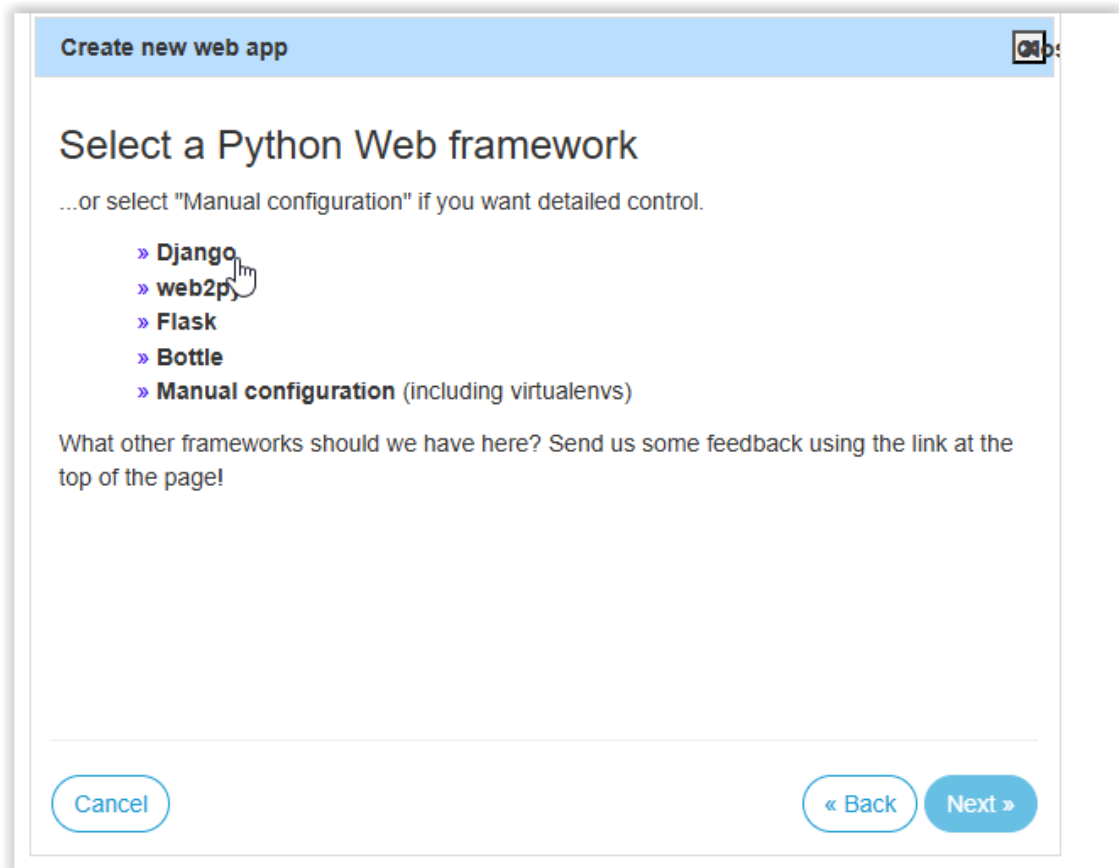 Create new web app
Select a Python Web framework
...or select "Manual configuration" if you want detailed control.
» Django
» web2py
» Flask
» Bottle
» Manual configuration (including virtualenvs)
What other frameworks should we have here? Send us some feedback using the link at the
top of the page!
Cancel
« Back
Next »